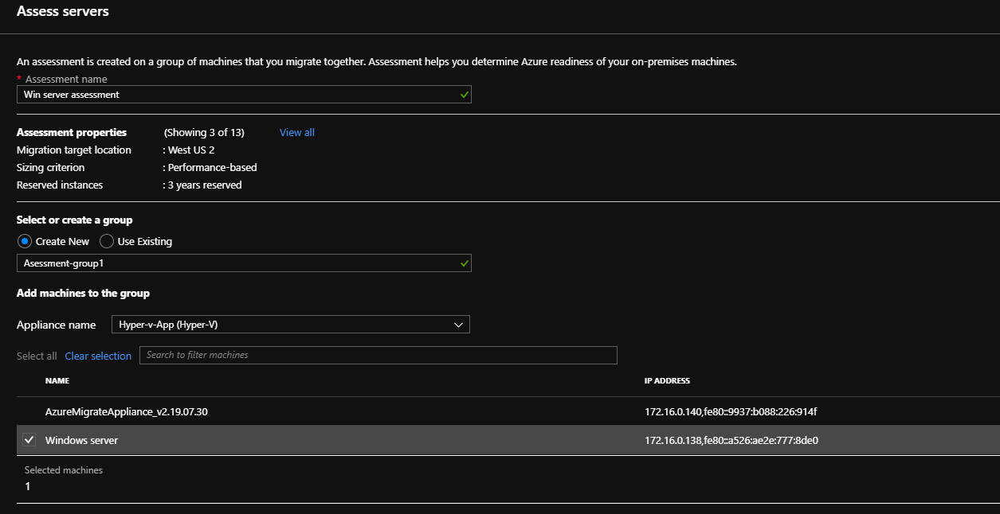 Assess servers
An assessment is created on a group of machines that you migrate together. Assessment helps you determine Azure readiness of your on-premises machines.
* Assessment name
Win server assessment
Assessment properties (Showing 3 of 13) View all
Migration target location : West US 2
Sizing criterion : Performance-based
Reserved instances : 3 years reserved
Select or create a group
Create New Use Existing
Asessment-group1
Add machines to the group
Appliance name Hyper-v-App (Hyper-V)
Select all Clear selection Search to filter machines
NAME IP ADDRESS
AzureMigrateAppliance_v2.19.07.30 172.16.0.140,fe80::9937:b088:226:914f
Windows server 172.16.0.138,fe80::a526:ae2e:777:8de0
Selected machines
1